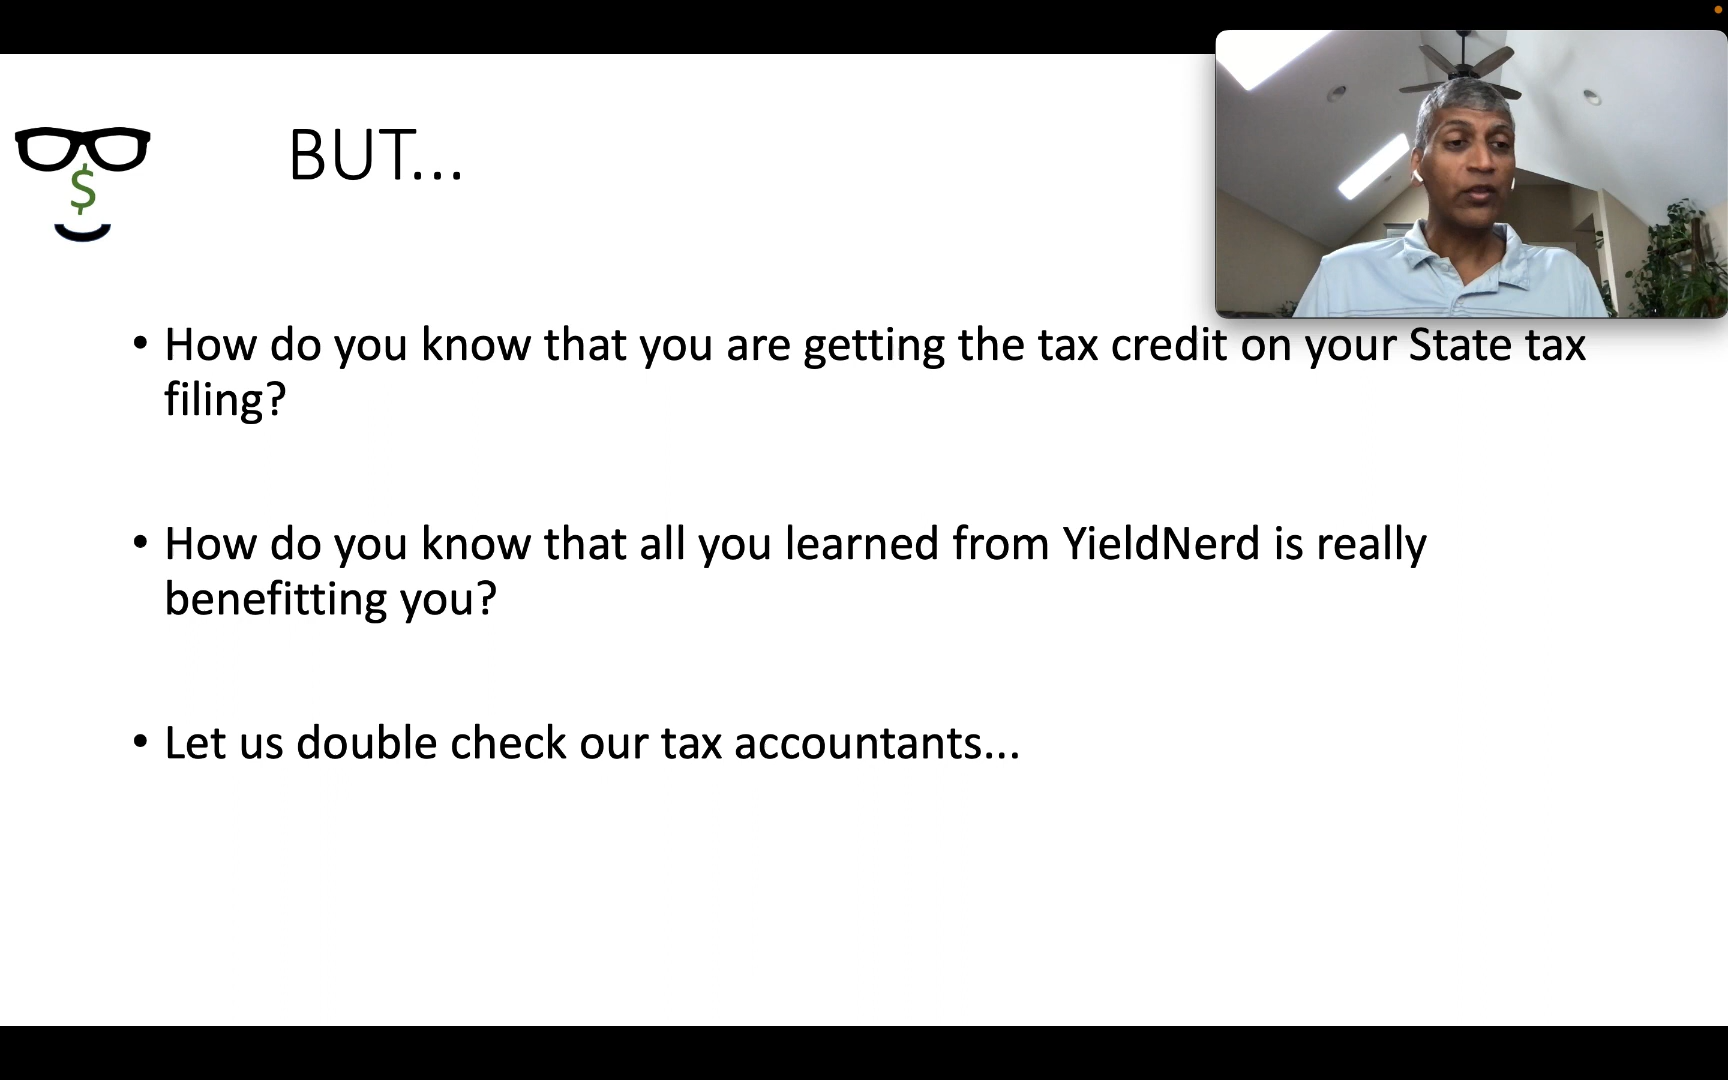 BUT...
$
• How do you know that you are getting the tax credit on your State tax
filing?
• How do you know that all you learned from YieldNerd is really
benefitting you?
• Let us double check our tax accountants...